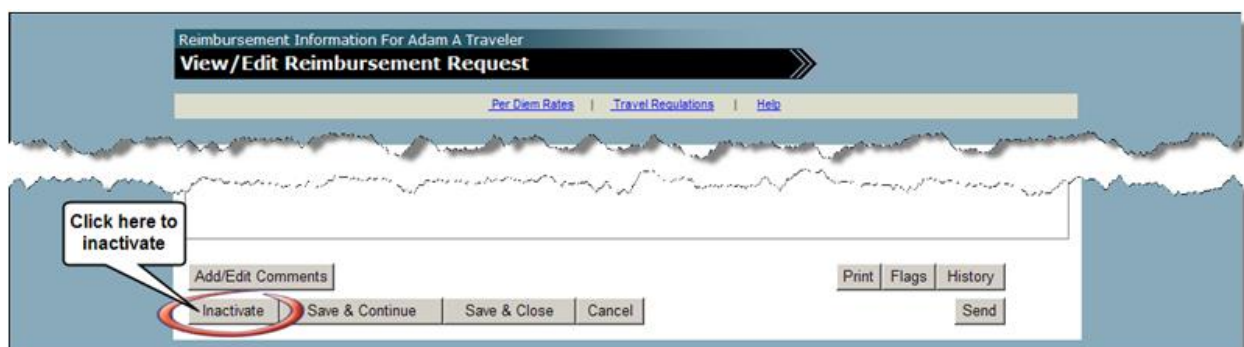 Reimbursement Information For Adam A Traveler
View/Edit Reimbursement Request
Per Diem Rates | Travel Regulations | Help
Click here to
inactivate
Add/Edit Comments
Print Flags History
Inactivate Save & Continue Save & Close Cancel
Send